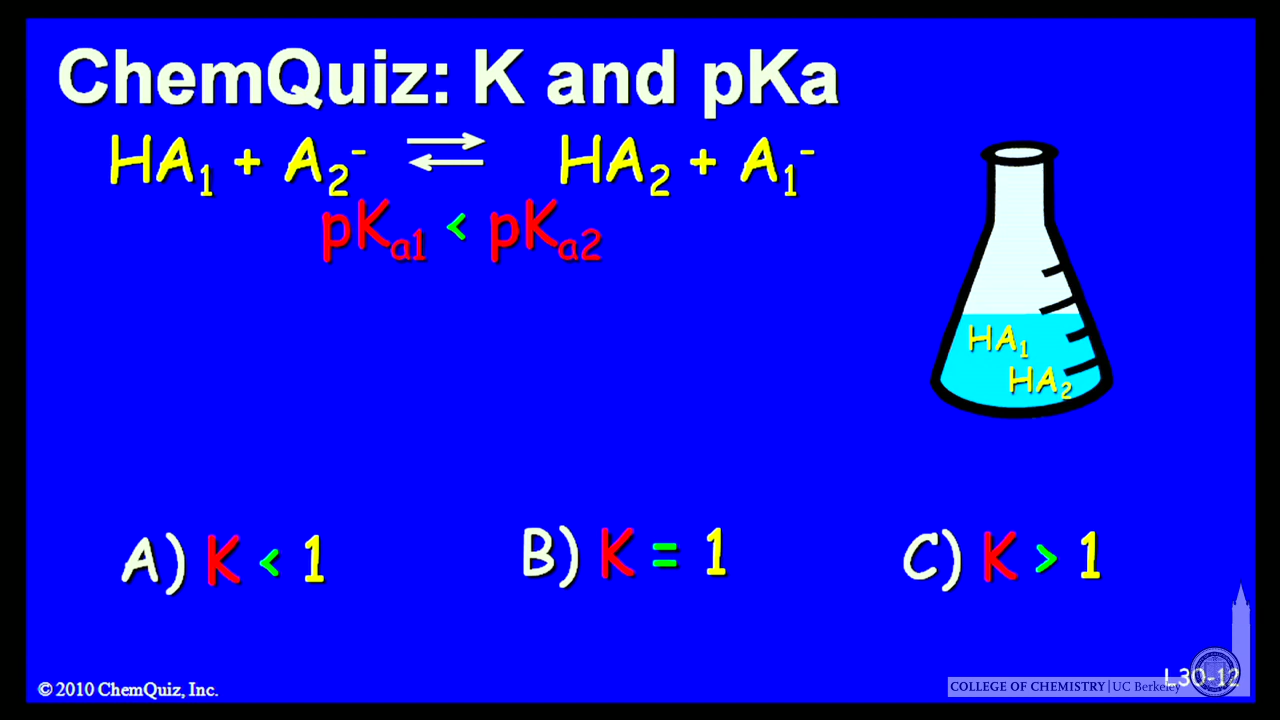 ChemQuiz: K and pKa
HA₁ + A₂⁻ ⇌ HA₂ + A₁⁻
pKₐ₁ < pKₐ₂
HA₁
HA₂
A) K < 1
B) K = 1
C) K > 1
© 2010 ChemQuiz, Inc.
L30-12
COLLEGE OF CHEMISTRY | UC Berkeley